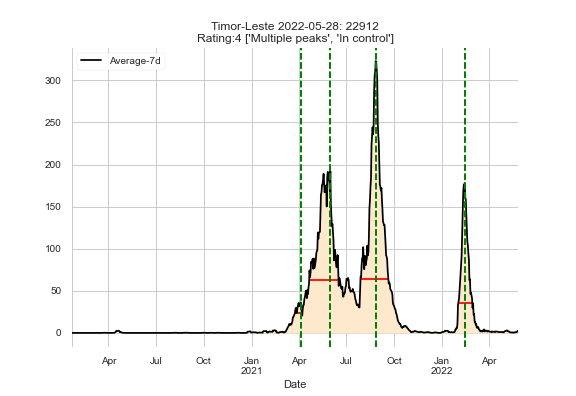 Timor-Leste 2022-05-28: 22912
Rating:4 ['Multiple peaks', 'In control']
Average-7d
300
250
200
150
100
50
0
Apr Jul Oct Jan Apr Jul Oct Jan Apr
2021 2022
Date